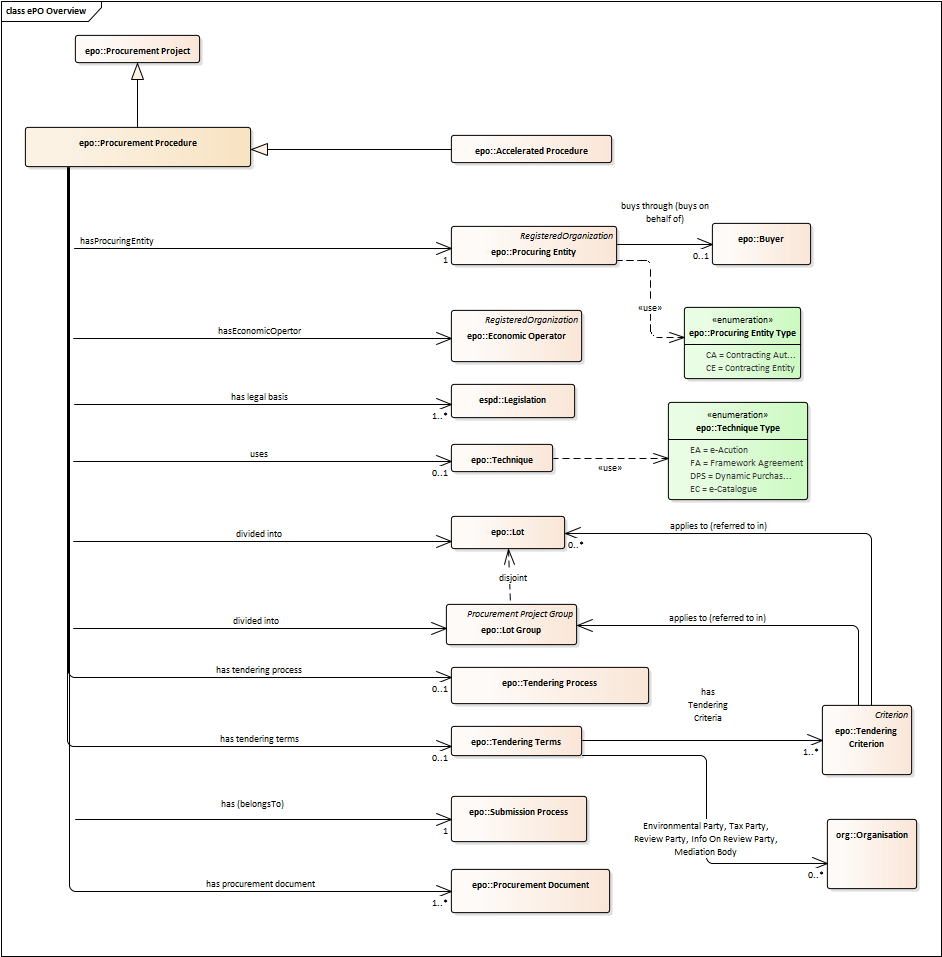 class ePO Overview
epo::Procurement Project
epo::Procurement Procedure
epo::Accelerated Procedure
buys through (buys on
behalf of)
hasProcuringEntity
1
RegisteredOrganization
epo::Procuring Entity
0..1
epo::Buyer
«use»
hasEconomicOpertor
RegisteredOrganization
epo::Economic Operator
«enumeration»
epo::Procuring Entity Type
CA = Contracting Aut...
CE = Contracting Entity
has legal basis
1..*
espd::Legislation
uses
0..1
epo::Technique
«use»
«enumeration»
epo::Technique Type
EA = e-Acution
FA = Framework Agreement
DPS = Dynamic Purchas...
EC = e-Catalogue
divided into
epo::Lot
0..*
applies to (referred to in)
disjoint
divided into
Procurement Project Group
epo::Lot Group
applies to (referred to in)
has tendering process
0..1
epo::Tendering Process
has
Tendering
Criteria
has tendering terms
0..1
epo::Tendering Terms
1..*
Criterion
epo::Tendering
Criterion
has (belongsTo)
1
epo::Submission Process
Environmental Party, Tax Party,
Review Party, Info On Review Party,
Mediation Body
0..*
org::Organisation
has procurement document
1..*
epo::Procurement Document